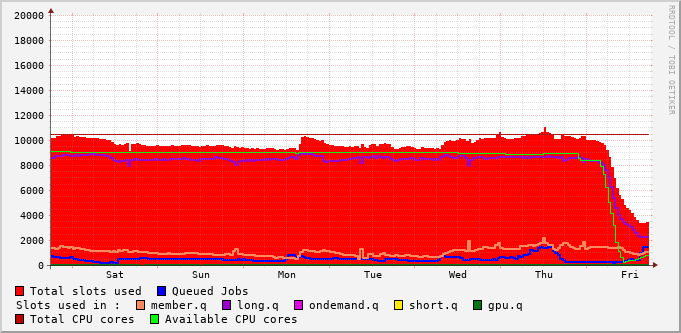 RRDTOOL / TOBI OETIKER
20000
18000
16000
14000
12000
10000
8000
6000
4000
2000
0
Sat Sun Mon Tue Wed Thu Fri
Total slots used Queued Jobs
Slots used in : member.q long.q ondemand.q short.q gpu.q
Total CPU cores Available CPU cores